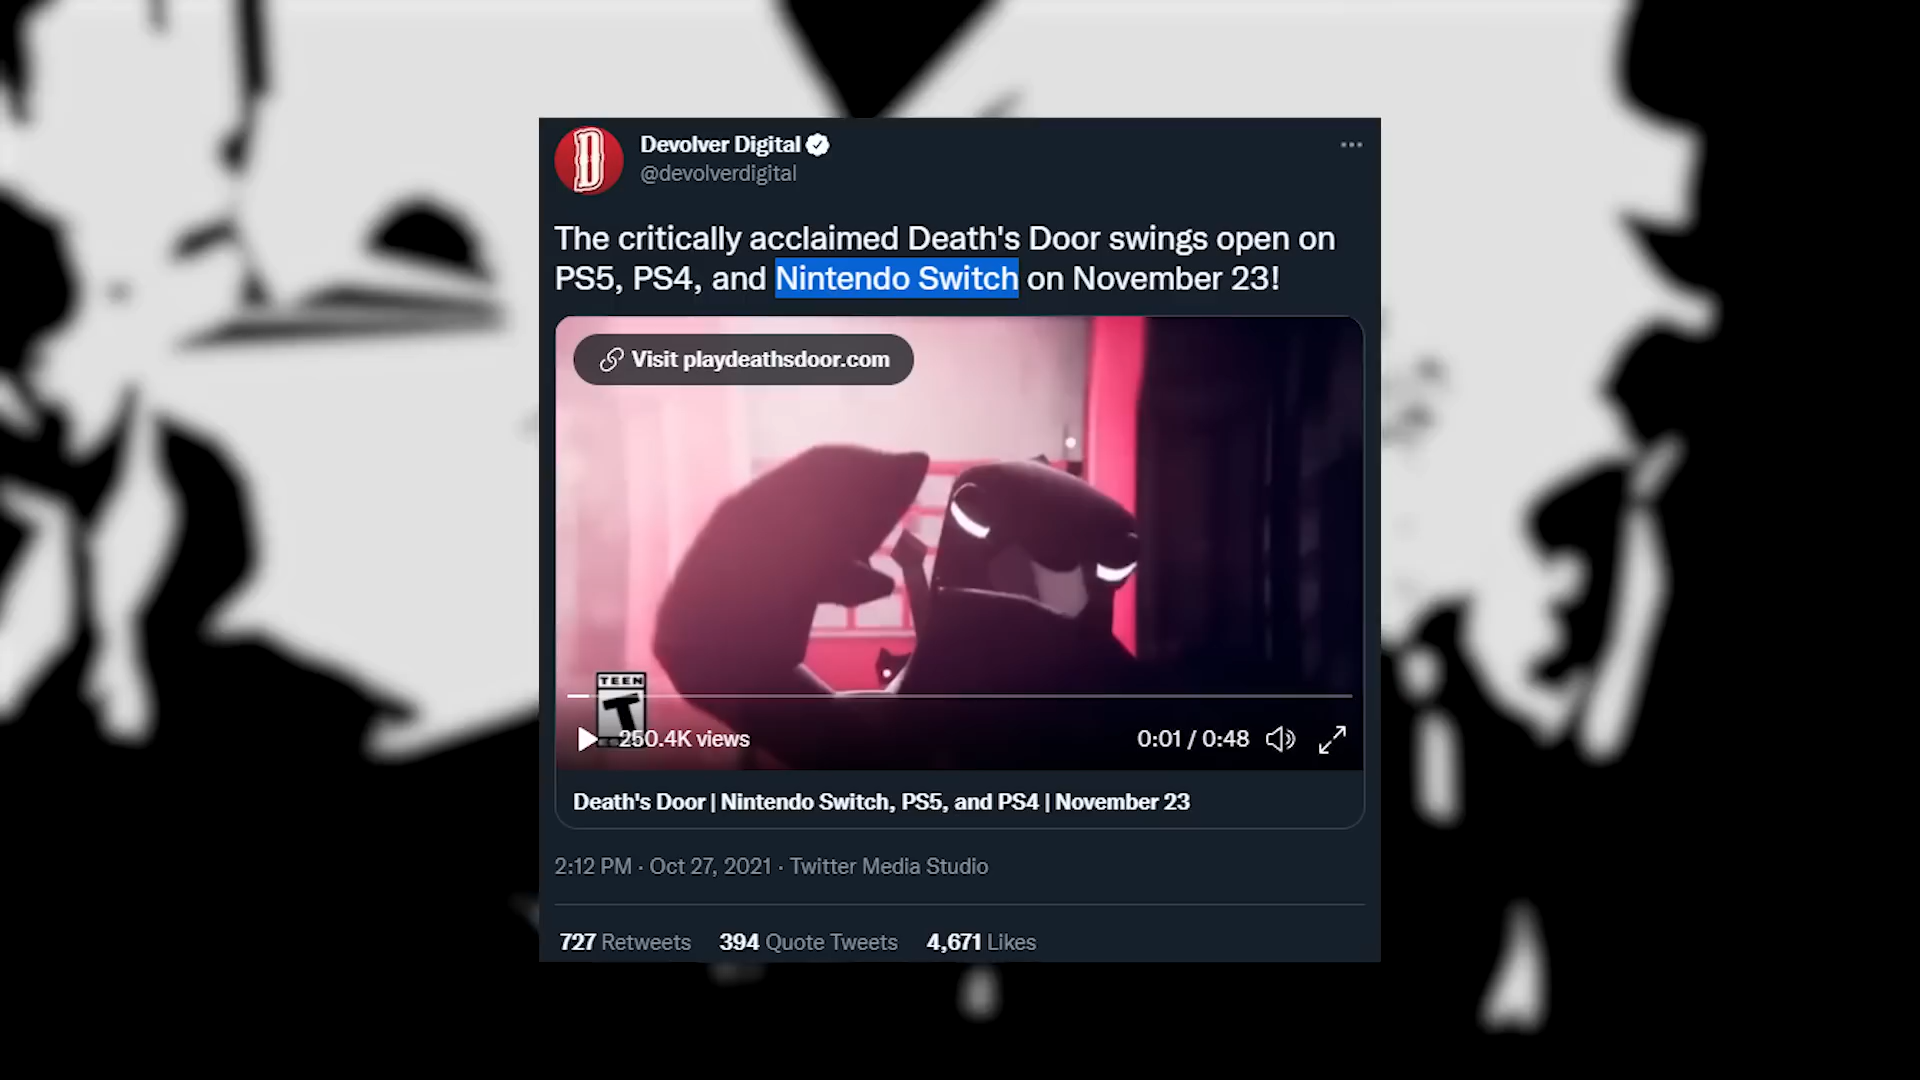 D
Devolver Digital
@devolverdigital
The critically acclaimed Death's Door swings open on
PS5, PS4, and Nintendo Switch on November 23!
Visit playdeathsdoor.com
TEEN
T
250.4K views
0:01 / 0:48
Death's Door | Nintendo Switch, PS5, and PS4 | November 23
2:12 PM · Oct 27, 2021 · Twitter Media Studio
727 Retweets 394 Quote Tweets 4,671 Likes